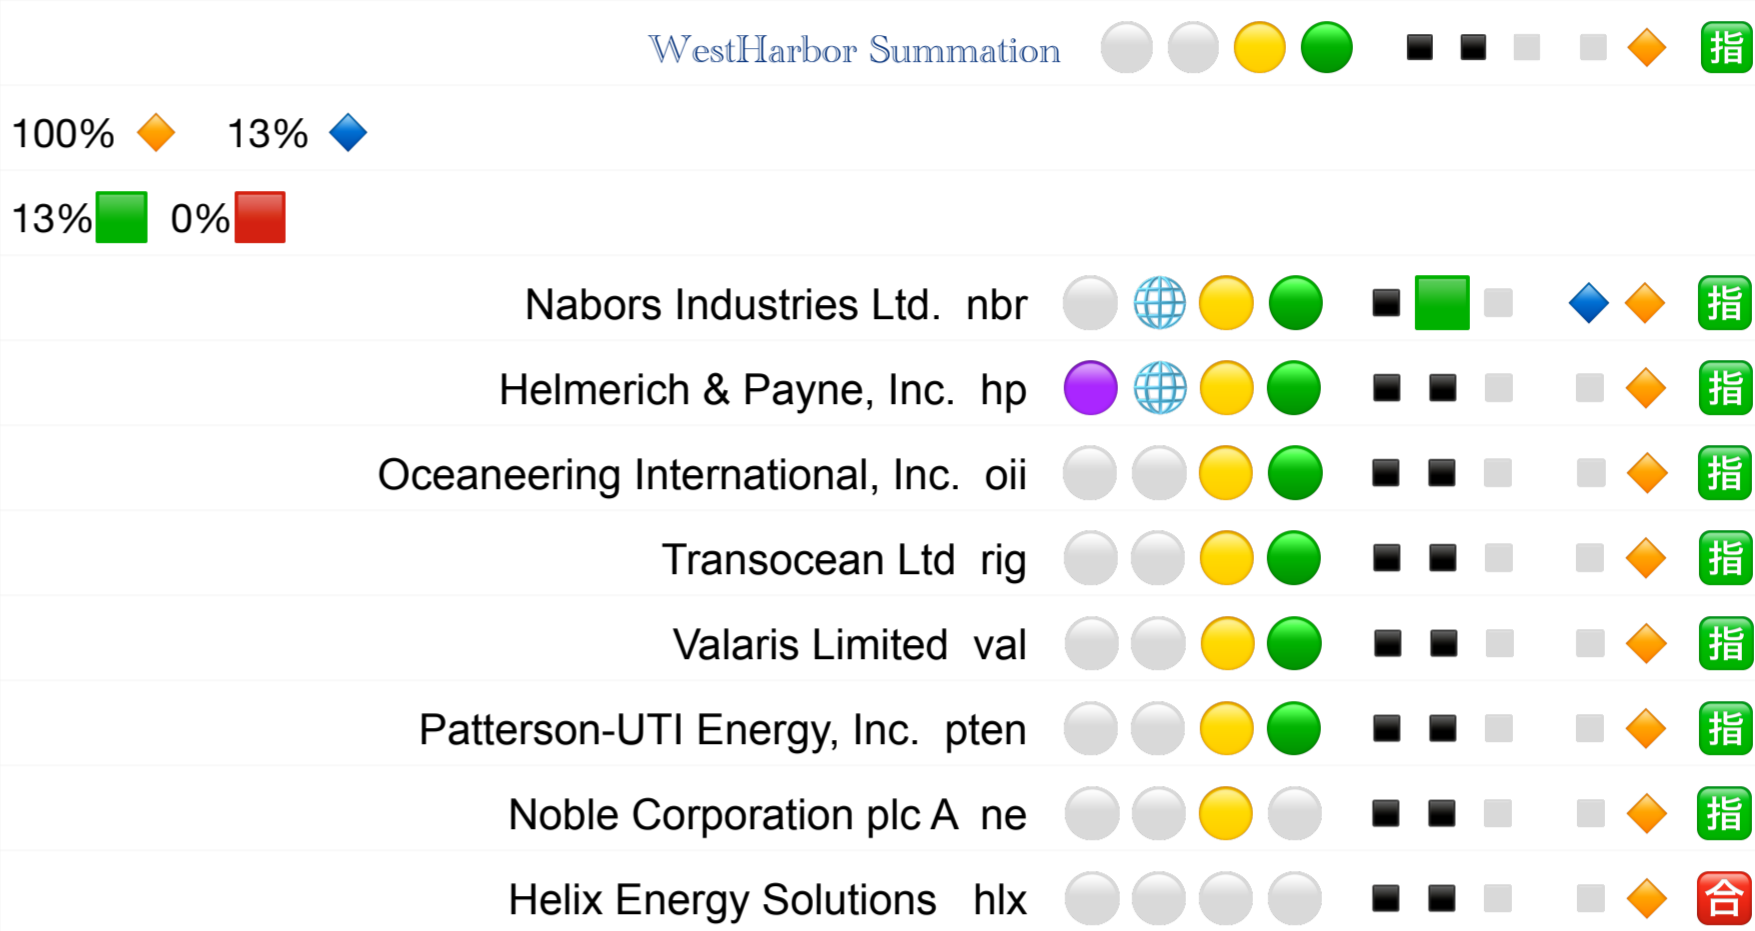 WestHarbor Summation 指
100% 13%
13% 0%
Nabors Industries Ltd. nbr 指
Helmerich & Payne, Inc. hp 指
Oceaneering International, Inc. oii 指
Transocean Ltd rig 指
Valaris Limited val 指
Patterson-UTI Energy, Inc. pten 指
Noble Corporation plc A ne 指
Helix Energy Solutions hlx 合